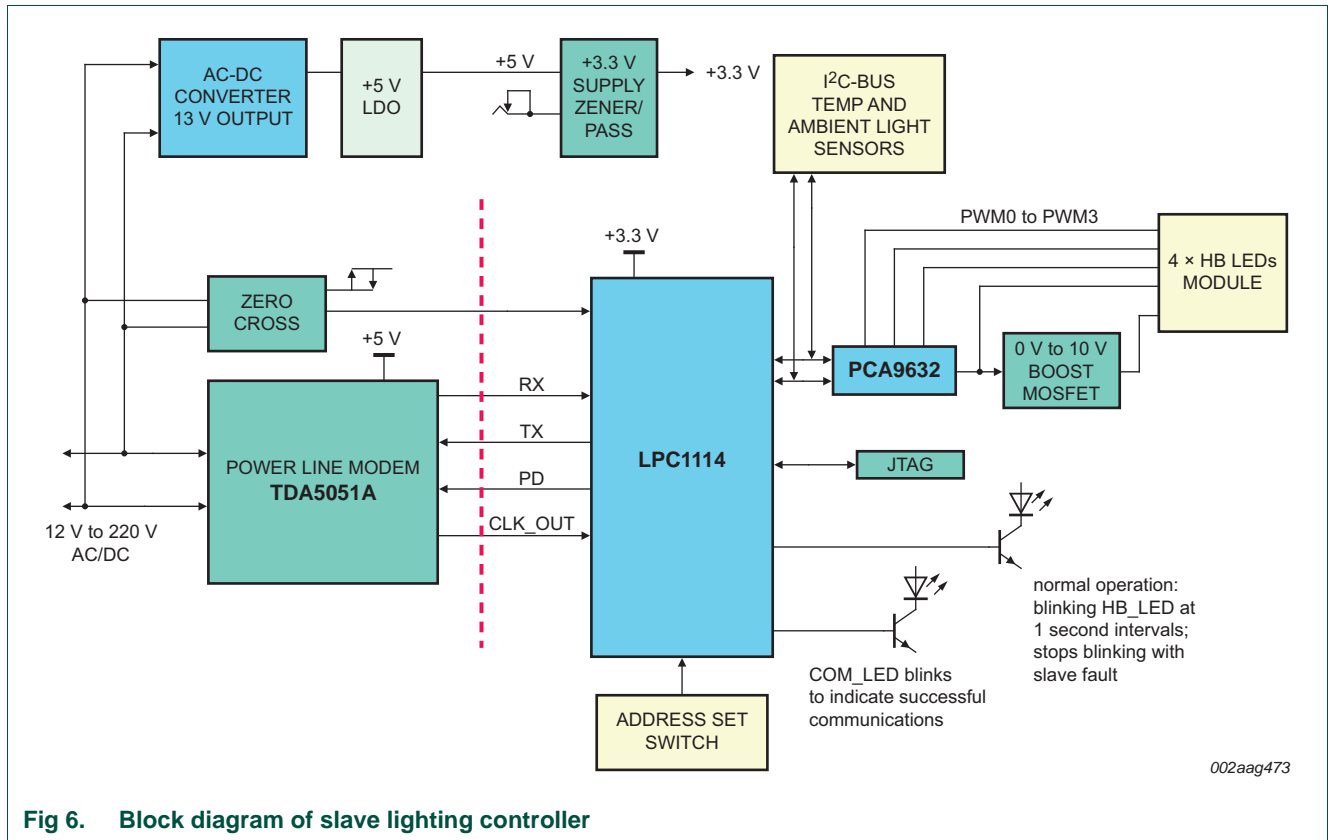 AC-DC
CONVERTER
13 V OUTPUT
+5 V
LDO
+5 V
+3.3 V
SUPPLY
ZENER/
PASS
+3.3 V
I²C-BUS
TEMP AND
AMBIENT LIGHT
SENSORS
PWM0 to PWM3
4 × HB LEDs
MODULE
+3.3 V
ZERO
CROSS
+5 V
PCA9632
0 V to 10 V
BOOST
MOSFET
RX
TX
PD
CLK_OUT
POWER LINE MODEM
TDA5051A
LPC1114
JTAG
12 V to 220 V
AC/DC
normal operation:
blinking HB_LED at
1 second intervals;
stops blinking with
slave fault
COM_LED blinks
to indicate successful
communications
ADDRESS SET
SWITCH
002aag473
Fig 6. Block diagram of slave lighting controller